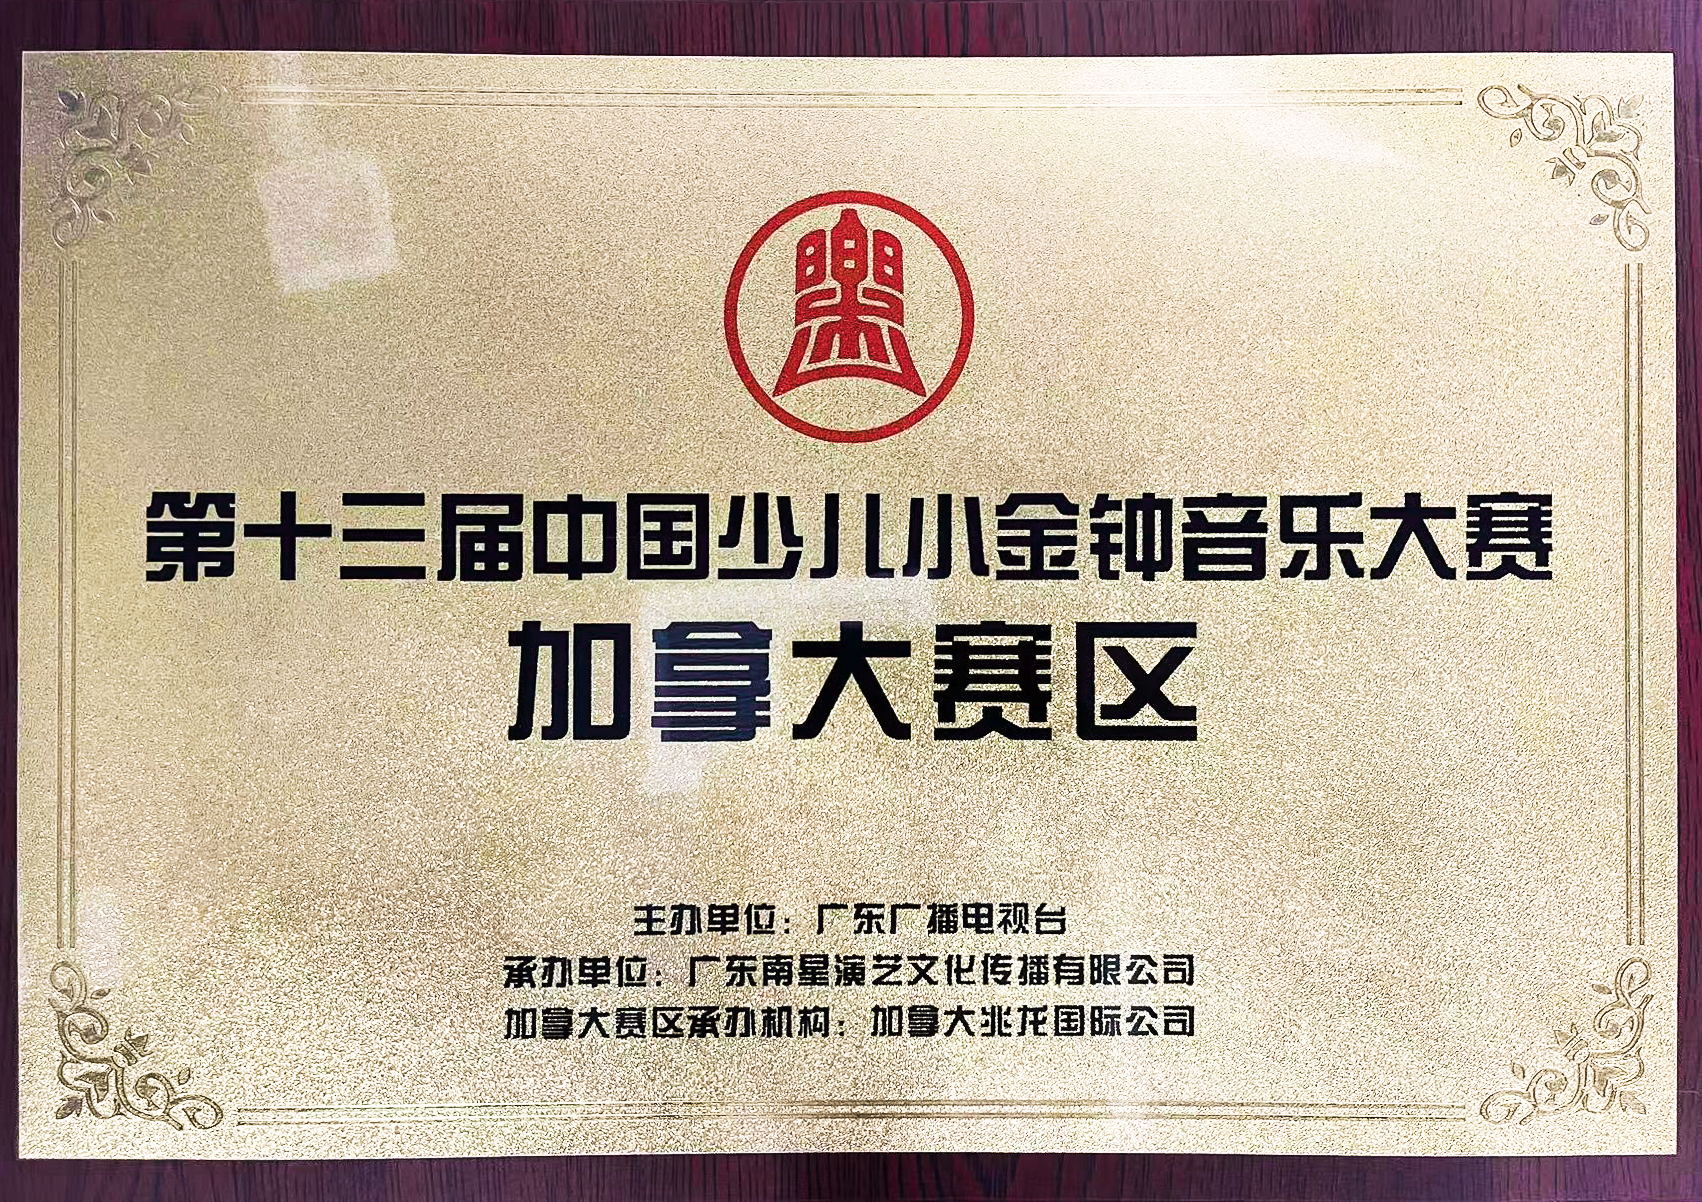 樂
第十三届中国少儿小金钟音乐大赛
加拿大赛区
主办单位：广东广播电视台
承办单位：广东南星演艺文化传播有限公司
加拿大赛区承办机构：加拿大兆龙国际公司